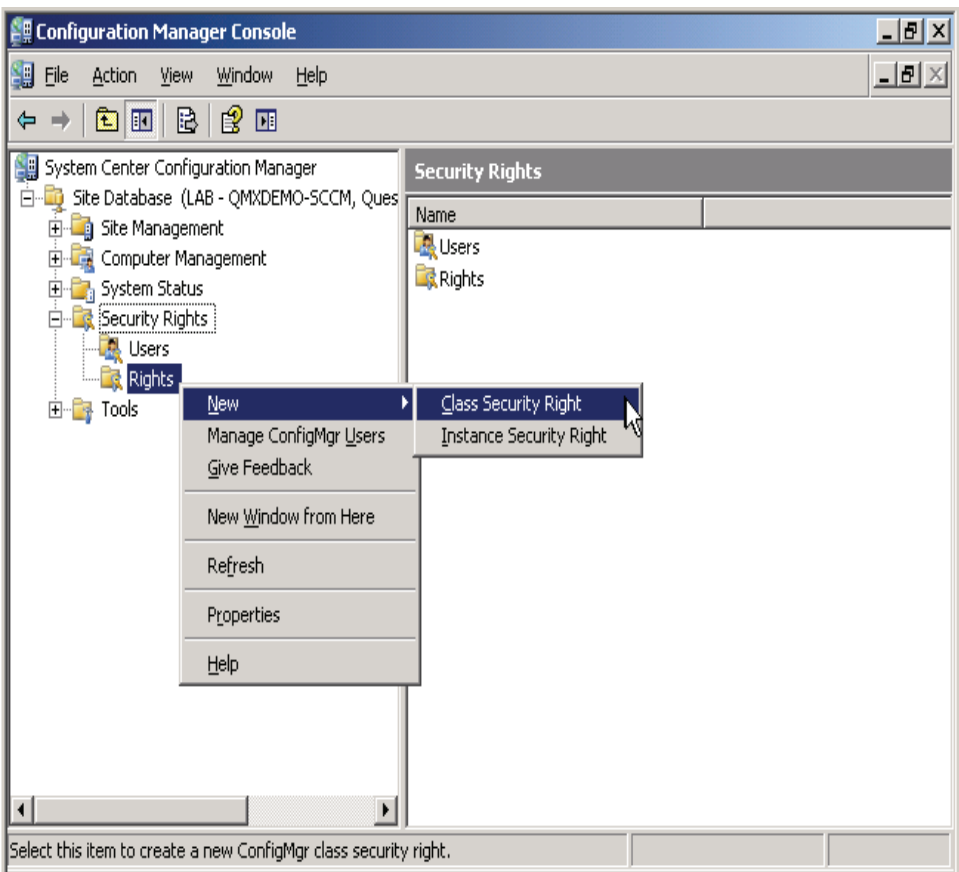 Configuration Manager Console
File Action View Window Help
System Center Configuration Manager
Site Database (LAB - QMXDEMO-SCCM, Ques
Site Management
Computer Management
System Status
Security Rights
Users
Rights
Tools
New
Manage ConfigMgr Users
Give Feedback
New Window from Here
Refresh
Properties
Help
Class Security Right
Instance Security Right
Security Rights
Name
Users
Rights
Select this item to create a new ConfigMgr class security right.